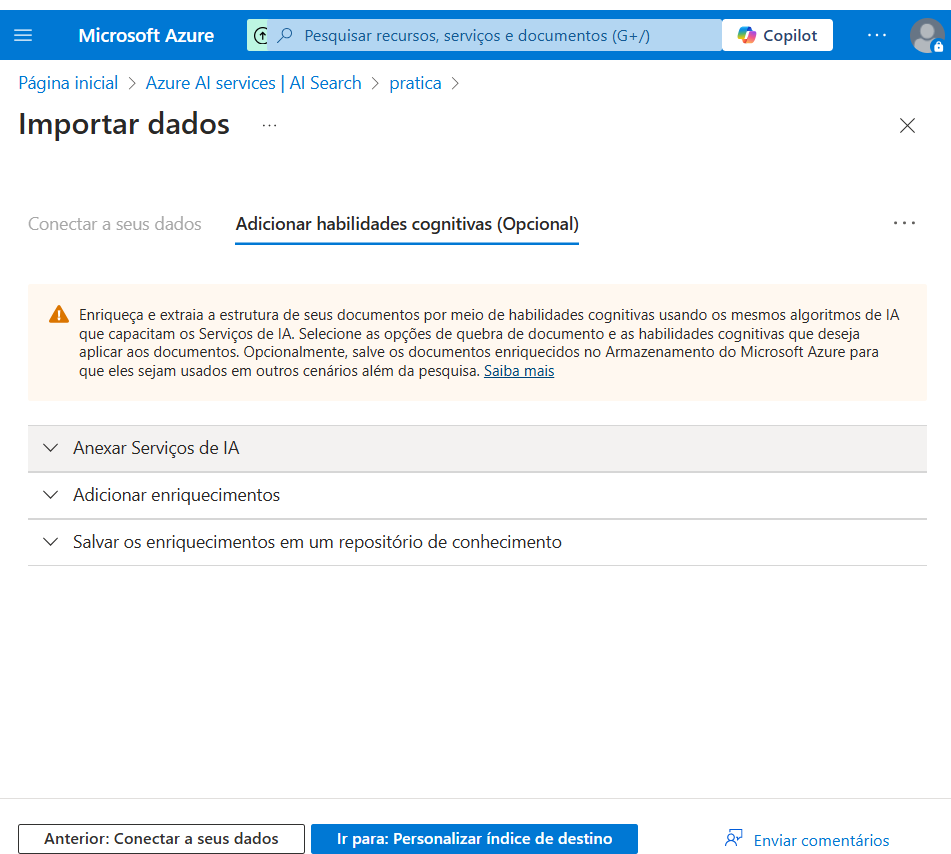 Microsoft Azure
Pesquisar recursos, serviços e documentos (G+/)
Copilot
Página inicial > Azure AI services | AI Search > pratica >
Importar dados
Conectar a seus dados
Adicionar habilidades cognitivas (Opcional)
Enriqueça e extraia a estrutura de seus documentos por meio de habilidades cognitivas usando os mesmos algoritmos de IA
que capacitam os Serviços de IA. Selecione as opções de quebra de documento e as habilidades cognitivas que deseja
aplicar aos documentos. Opcionalmente, salve os documentos enriquecidos no Armazenamento do Microsoft Azure para
que eles sejam usados em outros cenários além da pesquisa. Saiba mais
Anexar Serviços de IA
Adicionar enriquecimentos
Salvar os enriquecimentos em um repositório de conhecimento
Anterior: Conectar a seus dados
Ir para: Personalizar índice de destino
Enviar comentários